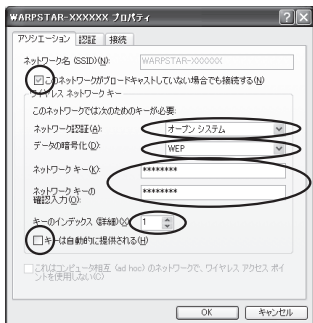 WARPSTAR-XXXXXX プロパティ
アソシエーション 認証 接続
ネットワーク名 (SSID)(N): WARPSTAR-XXXXXX
このネットワークがブロードキャストしていない場合でも接続する(N)
ワイヤレス ネットワーク キー
このネットワークでは次のためのキーが必要:
ネットワーク認証(A): オープン システム
データの暗号化(D): WEP
ネットワーク キー(K): ********
ネットワーク キーの
確認入力(O): ********
キーのインデックス (詳細)(X): 1
キーは自動的に提供される(H)
これはコンピュータ相互 (ad hoc) のネットワークで、ワイヤレス アクセス ポイ
ントを使用しない(C)
OK キャンセル